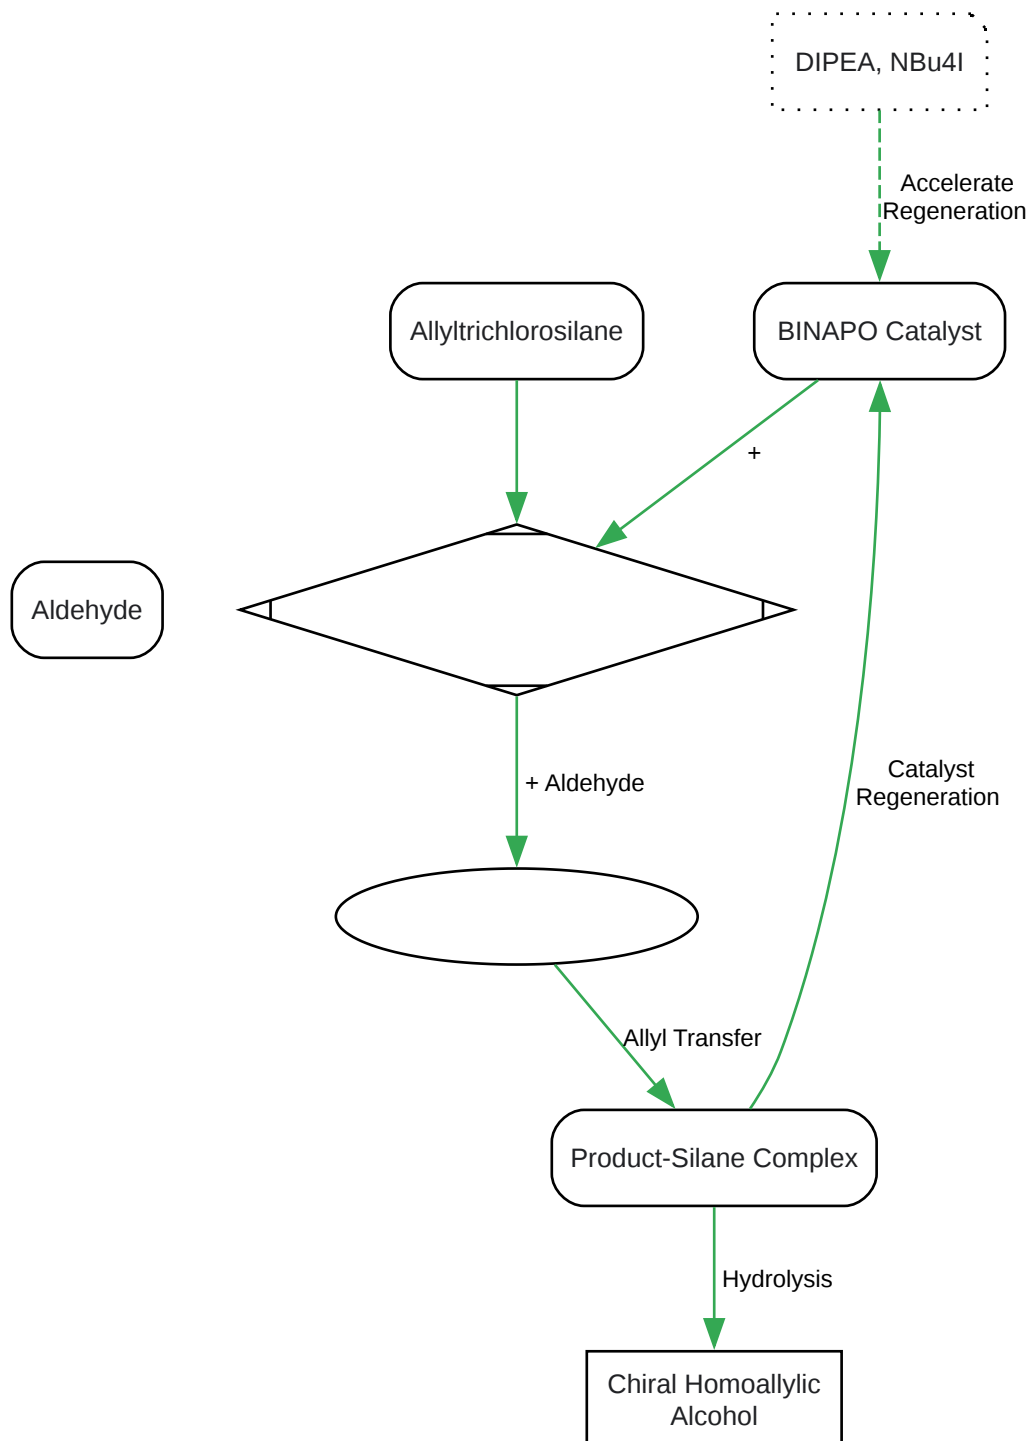 DIPEA, NBu4I
Accelerate
Regeneration
Allyltrichlorosilane
BINAPO Catalyst
+
Aldehyde
+ Aldehyde
Catalyst
Regeneration
Allyl Transfer
Product-Silane Complex
Hydrolysis
Chiral Homoallylic
Alcohol